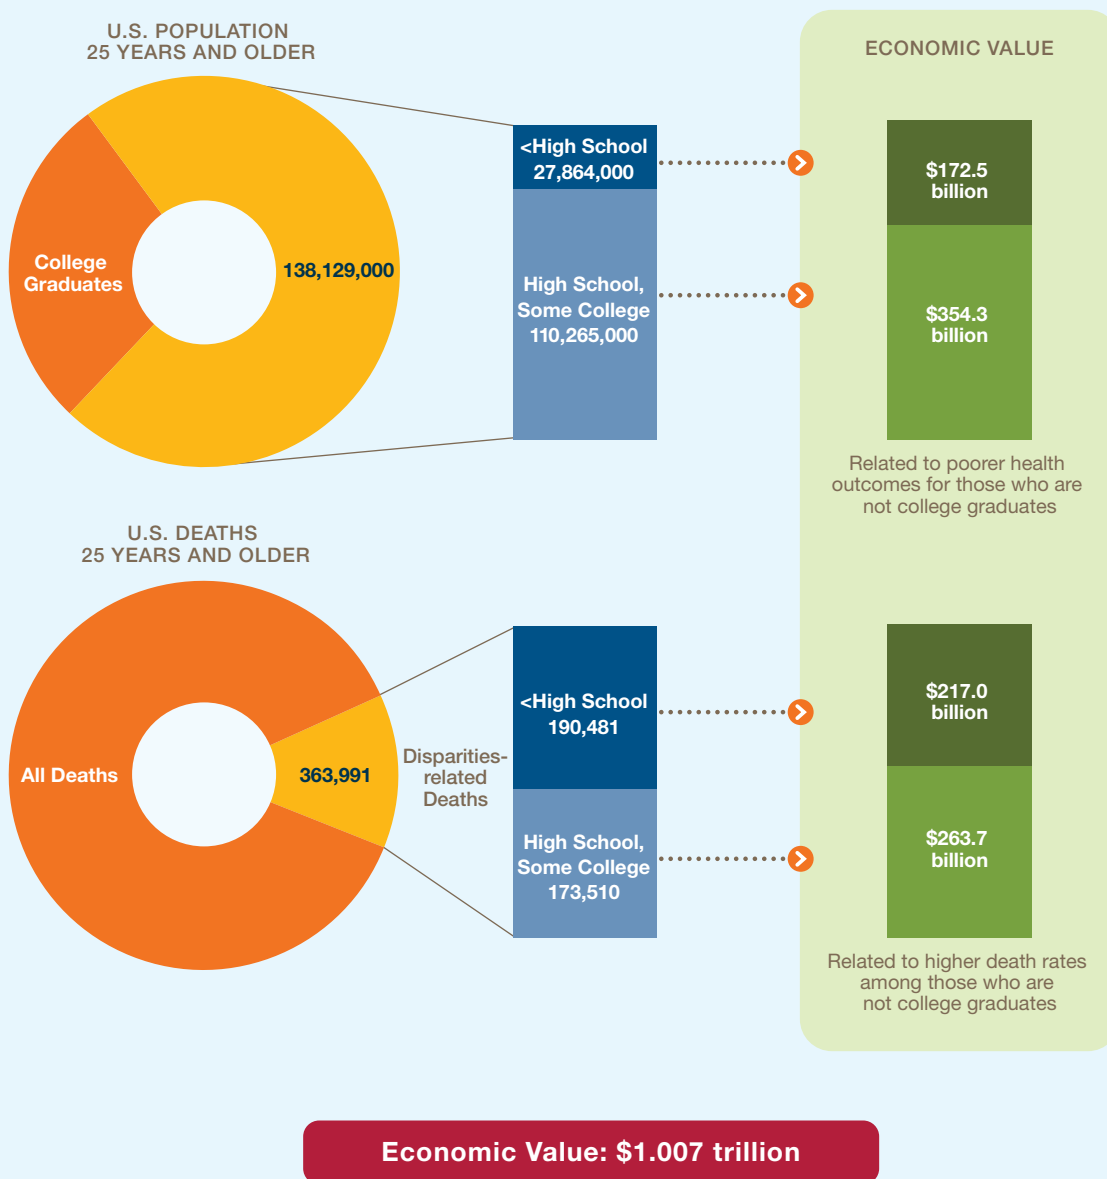 U.S. POPULATION
25 YEARS AND OLDER
College
Graduates
138,129,000
<High School
27,864,000
High School,
Some College
110,265,000
ECONOMIC VALUE
$172.5
billion
$354.3
billion
Related to poorer health
outcomes for those who are
not college graduates
U.S. DEATHS
25 YEARS AND OLDER
All Deaths
363,991
Disparities-
related
Deaths
<High School
190,481
High School,
Some College
173,510
$217.0
billion
$263.7
billion
Related to higher death rates
among those who are
not college graduates
Economic Value: $1.007 trillion